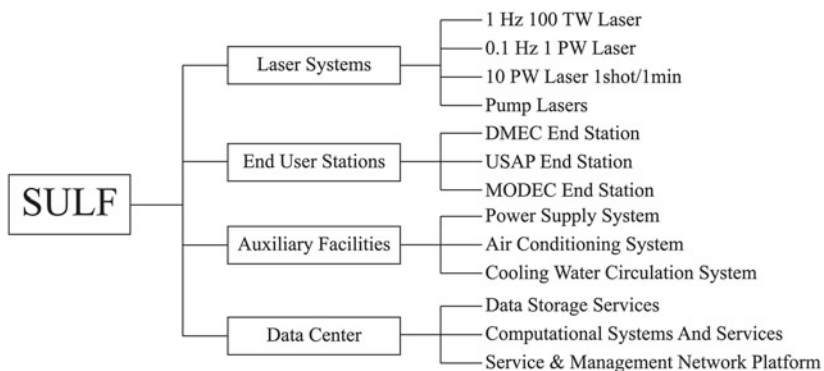 SULF
Laser Systems
1 Hz 100 TW Laser
0.1 Hz 1 PW Laser
10 PW Laser 1shot/1min
Pump Lasers
End User Stations
DMEC End Station
USAP End Station
MODEC End Station
Auxiliary Facilities
Power Supply System
Air Conditioning System
Cooling Water Circulation System
Data Center
Data Storage Services
Computational Systems And Services
Service & Management Network Platform